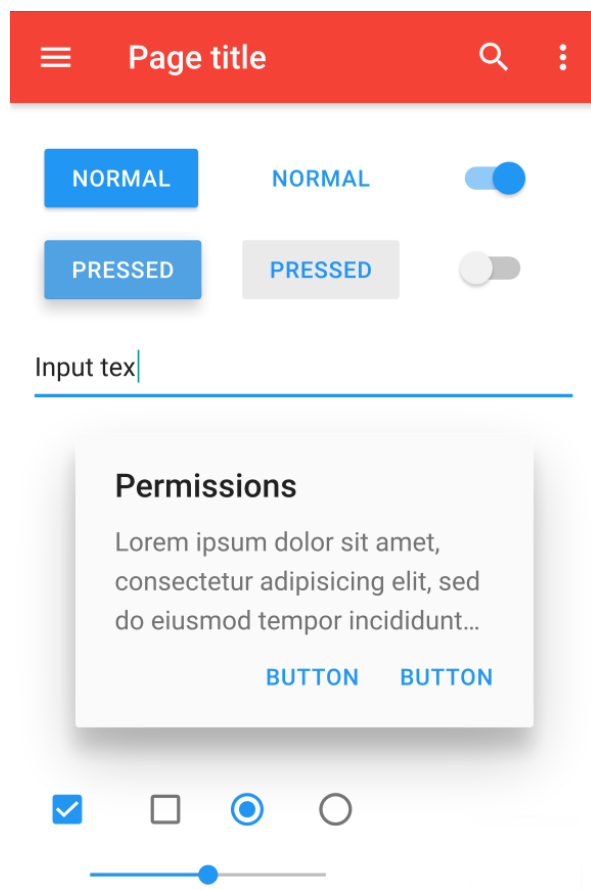 Page title
NORMAL NORMAL
PRESSED PRESSED
Input tex
Permissions
Lorem ipsum dolor sit amet,
consectetur adipisicing elit, sed
do eiusmod tempor incididunt...
BUTTON BUTTON